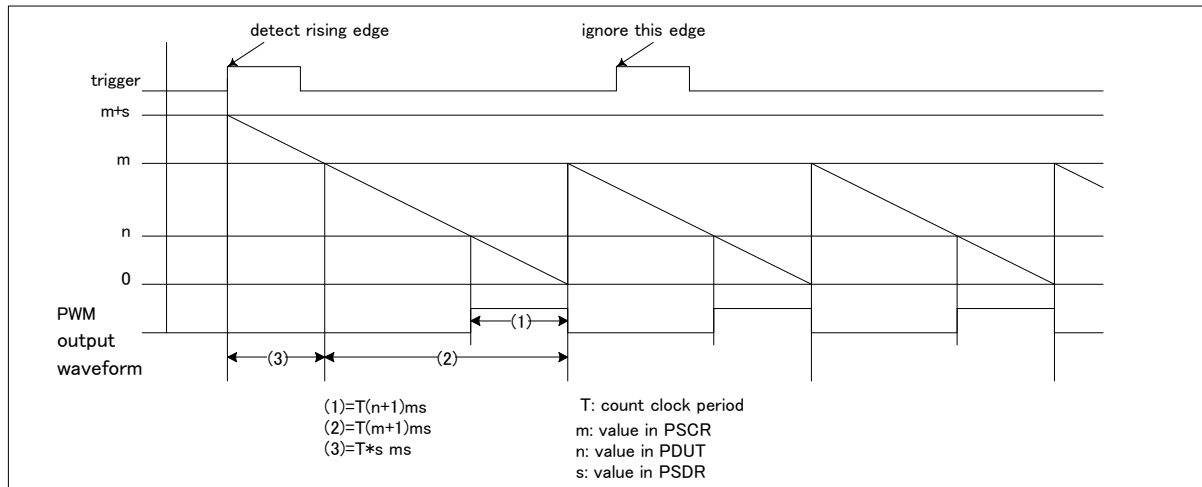 detect rising edge
ignore this edge
trigger
m+s
m
n
0
PWM
output
waveform
(1)
(3)
(2)
(1)=T(n+1)ms
(2)=T(m+1)ms
(3)=T*s ms
T: count clock period
m: value in PSCR
n: value in PDUT
s: value in PSDR